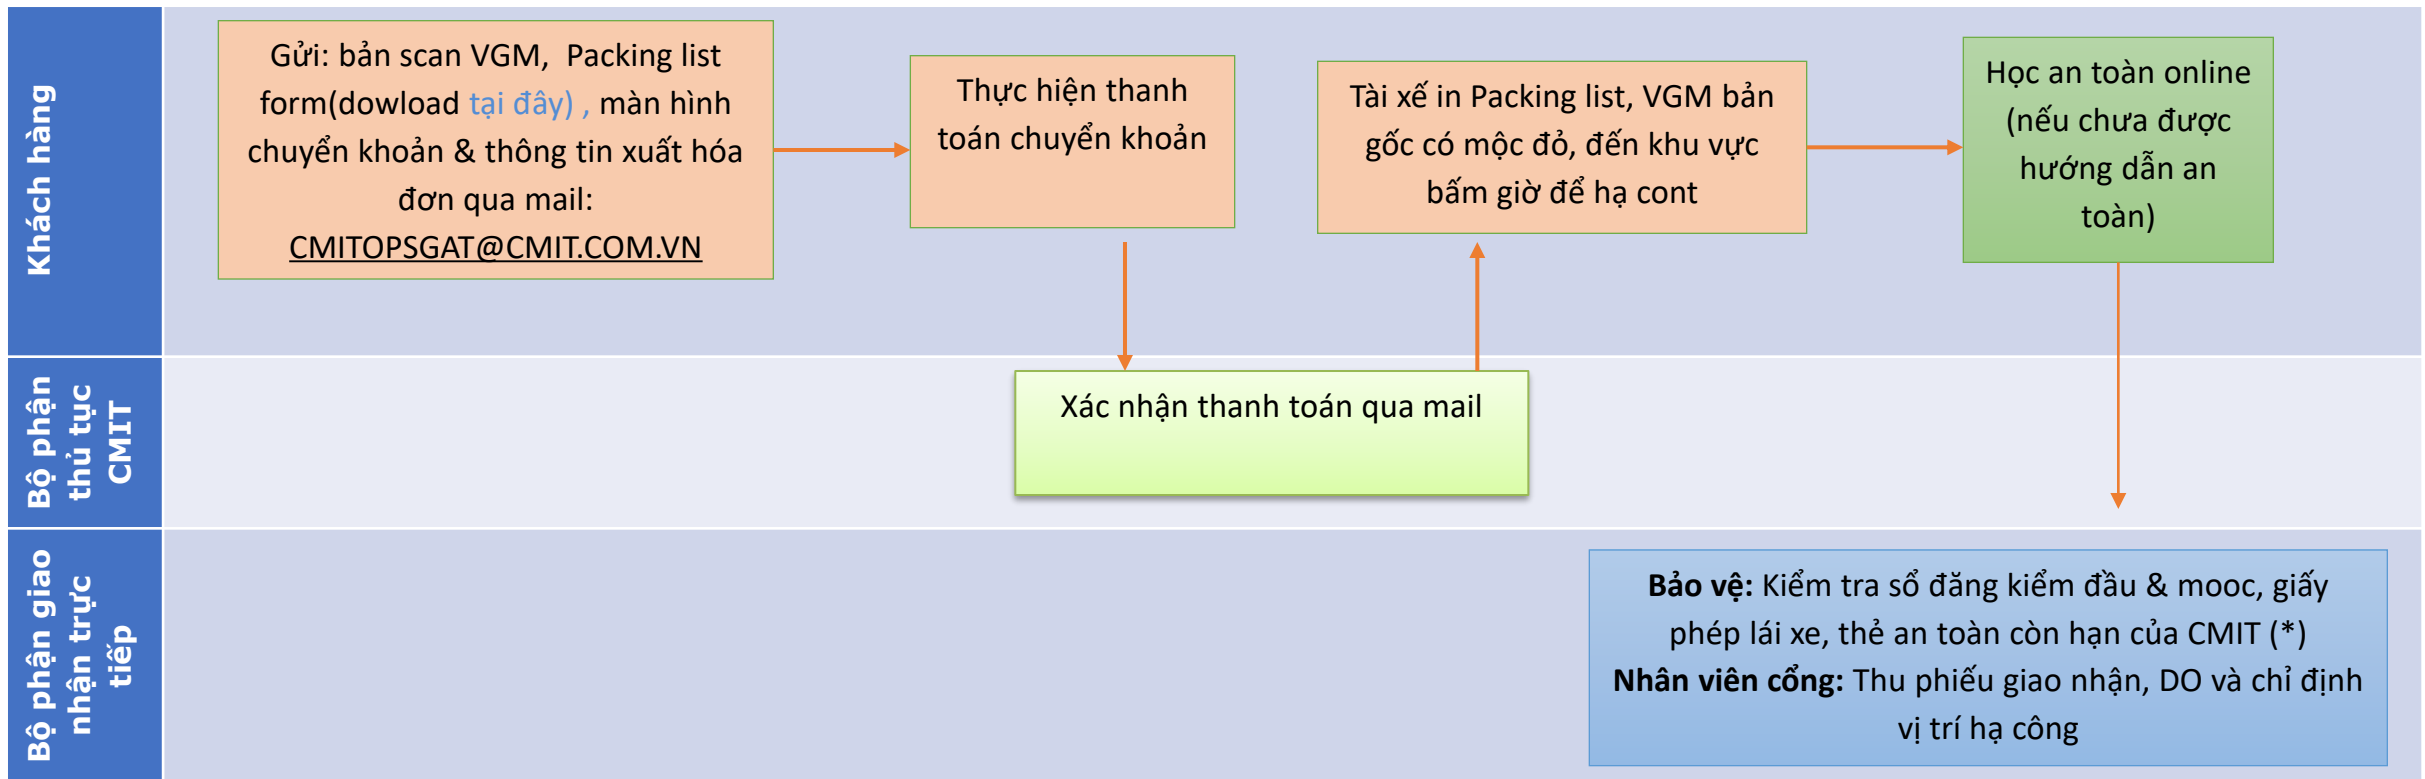 Khách hàng
Gửi: bản scan VGM, Packing list
form(dowload tại đây) , màn hình
chuyển khoản & thông tin xuất hóa
đơn qua mail:
CMITOPSGAT@CMIT.COM.VN
Thực hiện thanh
toán chuyển khoản
Tài xế in Packing list, VGM bản
gốc có mộc đỏ, đến khu vực
bấm giờ để hạ cont
Học an toàn online
(nếu chưa được
hướng dẫn an
toàn)
Bộ phận
thủ tục
CMIT
Xác nhận thanh toán qua mail
Bộ phận giao
nhận trực
tiếp
Bảo vệ: Kiểm tra sổ đăng kiểm đầu & mooc, giấy
phép lái xe, thẻ an toàn còn hạn của CMIT (*)
Nhân viên cổng: Thu phiếu giao nhận, DO và chỉ định
vị trí hạ công